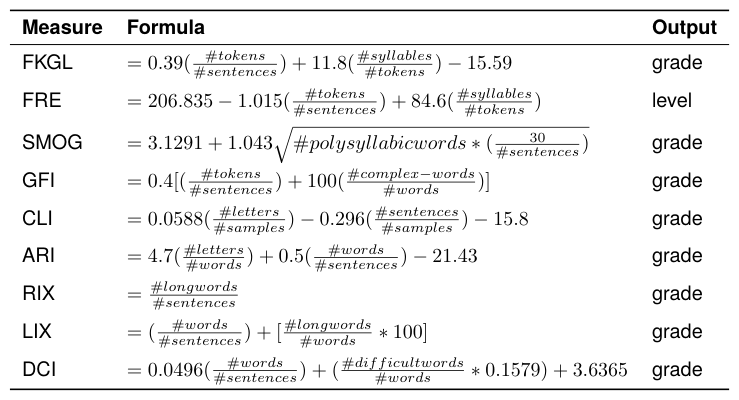 Measure Formula Output
FKGL = 0.39(#tokens/#sentences) + 11.8(#syllables/#tokens) − 15.59 grade
FRE = 206.835 − 1.015(#tokens/#sentences) + 84.6(#syllables/#tokens) level
SMOG = 3.1291 + 1.043√(#polysyllabicwords ∗ (30/#sentences)) grade
GFI = 0.4[(#tokens/#sentences) + 100(#complex−words/#words)] grade
CLI = 0.0588(#letters/#samples) − 0.296(#sentences/#samples) − 15.8 grade
ARI = 4.7(#letters/#words) + 0.5(#words/#sentences) − 21.43 grade
RIX = #longwords/#sentences grade
LIX = (#words/#sentences) + [#longwords/#words ∗ 100] grade
DCI = 0.0496(#words/#sentences) + (#difficultwords/#words ∗ 0.1579) + 3.6365 grade